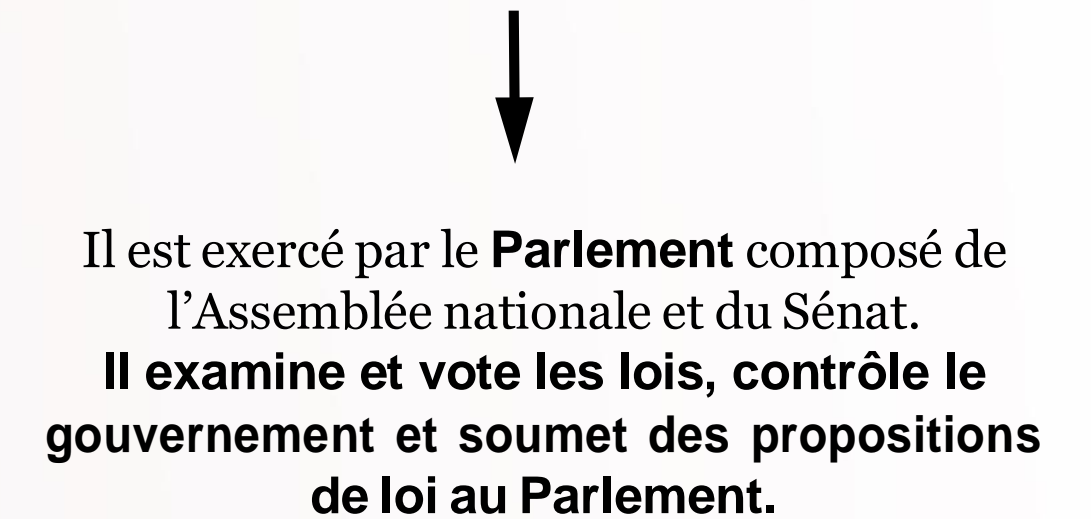 Il est exercé par le Parlement composé de
l’Assemblée nationale et du Sénat.
Il examine et vote les lois, contrôle le
gouvernement et soumet des propositions
de loi au Parlement.